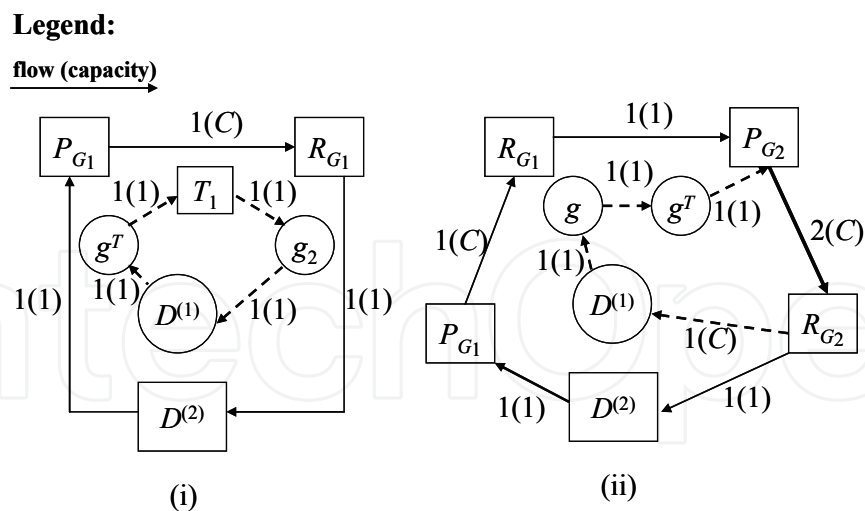 Legend:
flow (capacity)
1(C)
P_{G1}
R_{G1}
1(1)
T_1
1(1)
g^T
g_2
1(1)
D^{(1)}
1(1)
1(1)
1(1)
D^{(2)}
(i)
1(1)
R_{G1}
P_{G2}
1(1)
g
g^T
1(1)
2(C)
1(C)
1(1)
D^{(1)}
R_{G2}
P_{G1}
1(C)
1(1)
D^{(2)}
1(1)
(ii)